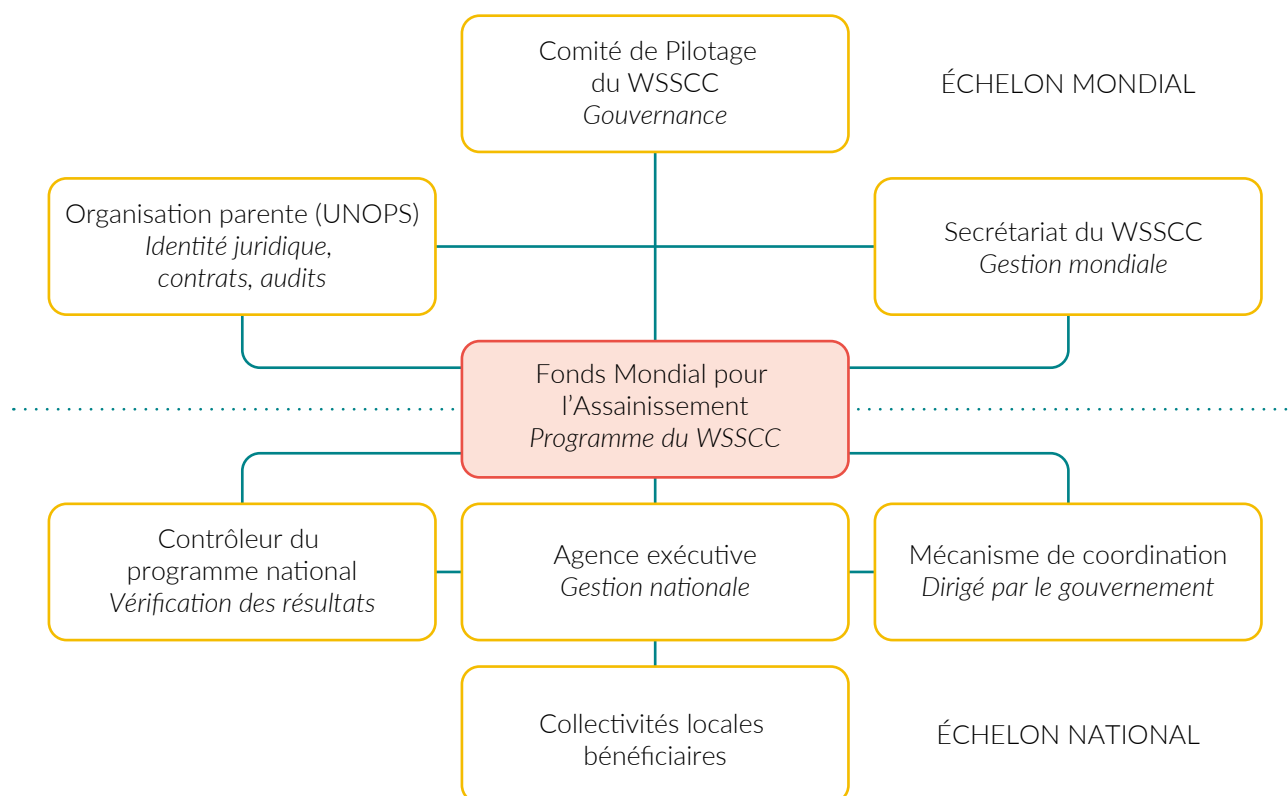 Comité de Pilotage
du WSSCC
Gouvernance
ÉCHELON MONDIAL
Organisation parente (UNOPS)
Identité juridique,
contrats, audits
Secrétariat du WSSCC
Gestion mondiale
Fonds Mondial pour
l’Assainissement
Programme du WSSCC
Contrôleur du
programme national
Vérification des résultats
Agence exécutive
Gestion nationale
Mécanisme de coordination
Dirigé par le gouvernement
Collectivités locales
bénéficiaires
ÉCHELON NATIONAL